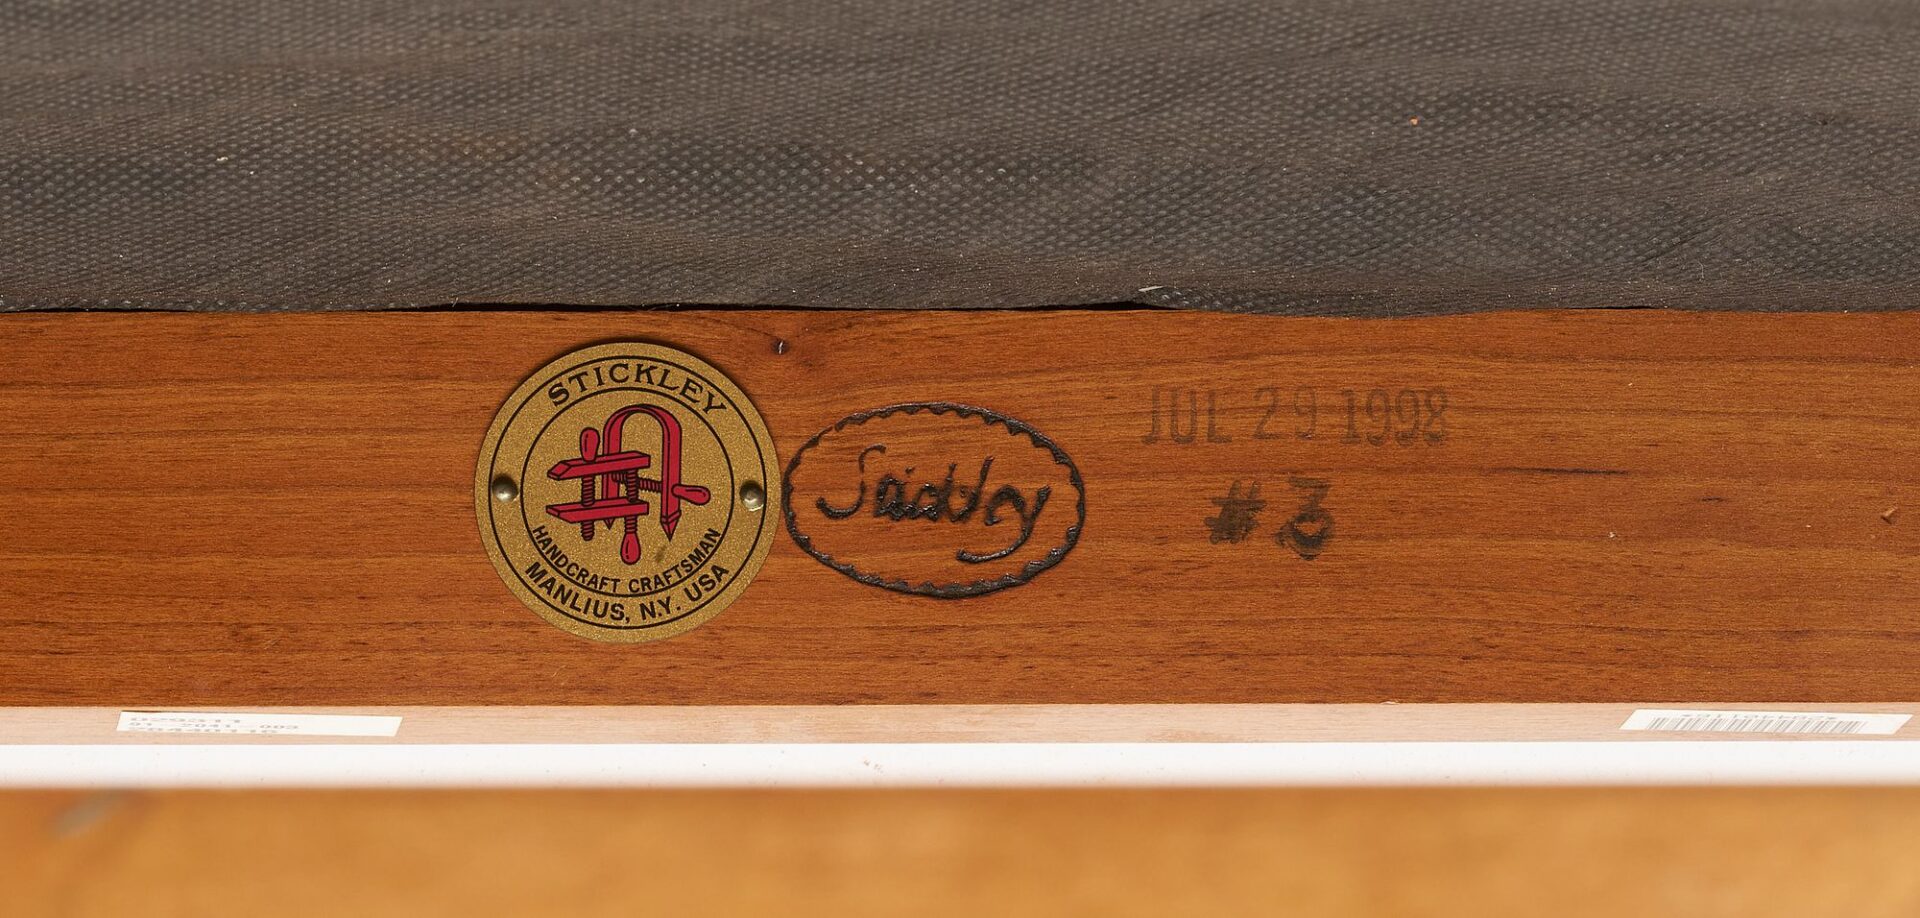 STICKLEY
HANDCRAFT CRAFTSMAN
MANLIUS, N.Y. USA
Stickley
JUL 29 1998
#3